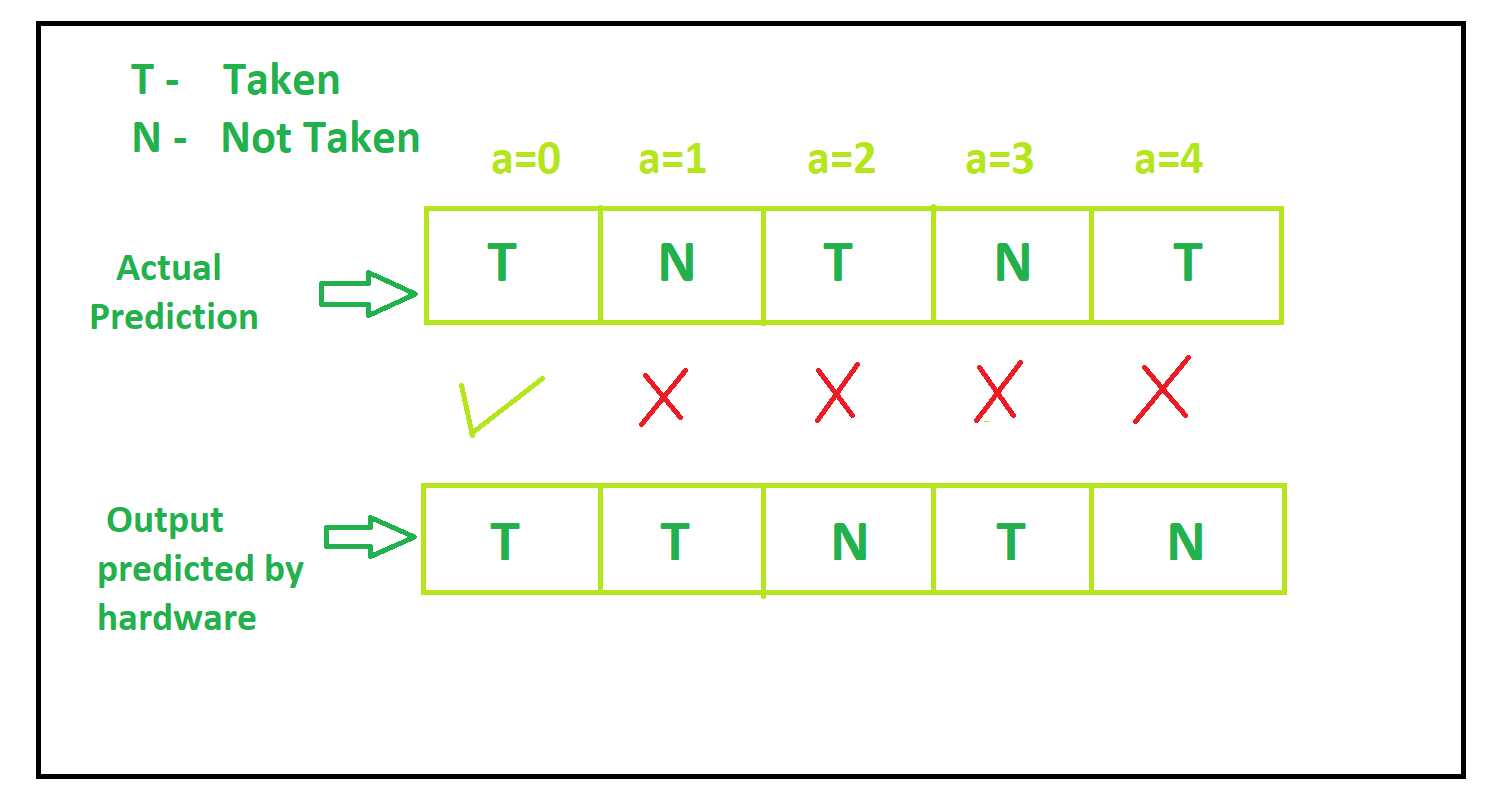 T - Taken
N - Not Taken
a=0 a=1 a=2 a=3 a=4
Actual
Prediction
T N T N T
Output
predicted by
hardware
T T N T N